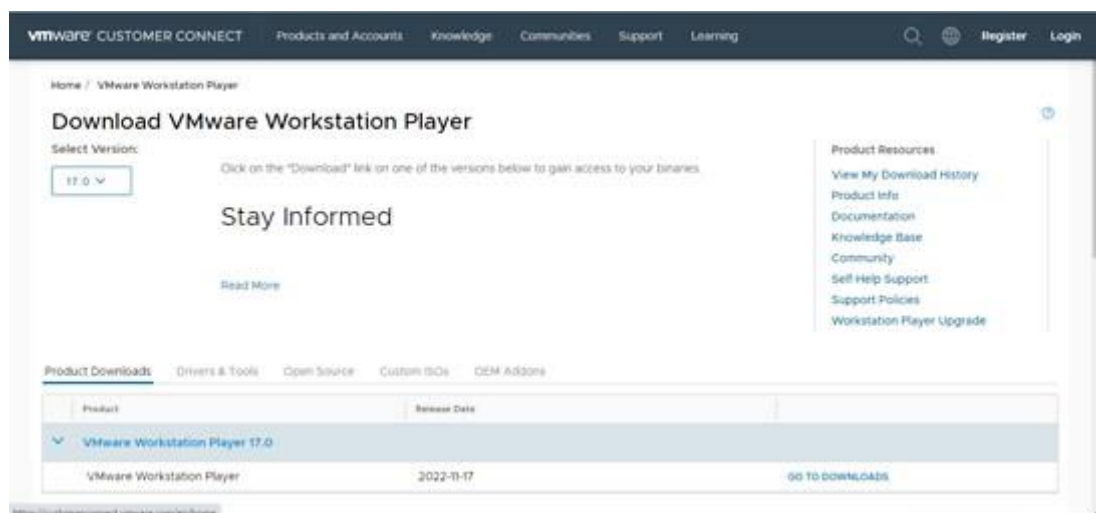 vmware® CUSTOMER CONNECT Products and Accounts Knowledge Communities Support Learning Register Login
Home / VMware Workstation Player
Download VMware Workstation Player
Select Version:
17.0
Click on the "Download" link on one of the versions below to gain access to your binaries.
Stay Informed
Read More
Product Resources
View My Download History
Product Info
Documentation
Knowledge Base
Community
Self Help Support
Support Policies
Workstation Player Upgrade
Product Downloads Drivers & Tools Open Source Custom ISOs OEM Addons
Product Release Date
VMware Workstation Player 17.0
VMware Workstation Player 2022-11-17 GO TO DOWNLOADS